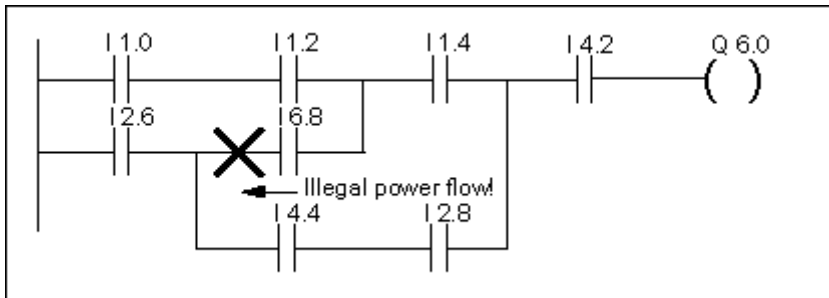 I 1.0
I 1.2
I 1.4
I 4.2
Q 6.0
I 2.6
I 6.8
Illegal power flow!
I 4.4
I 2.8